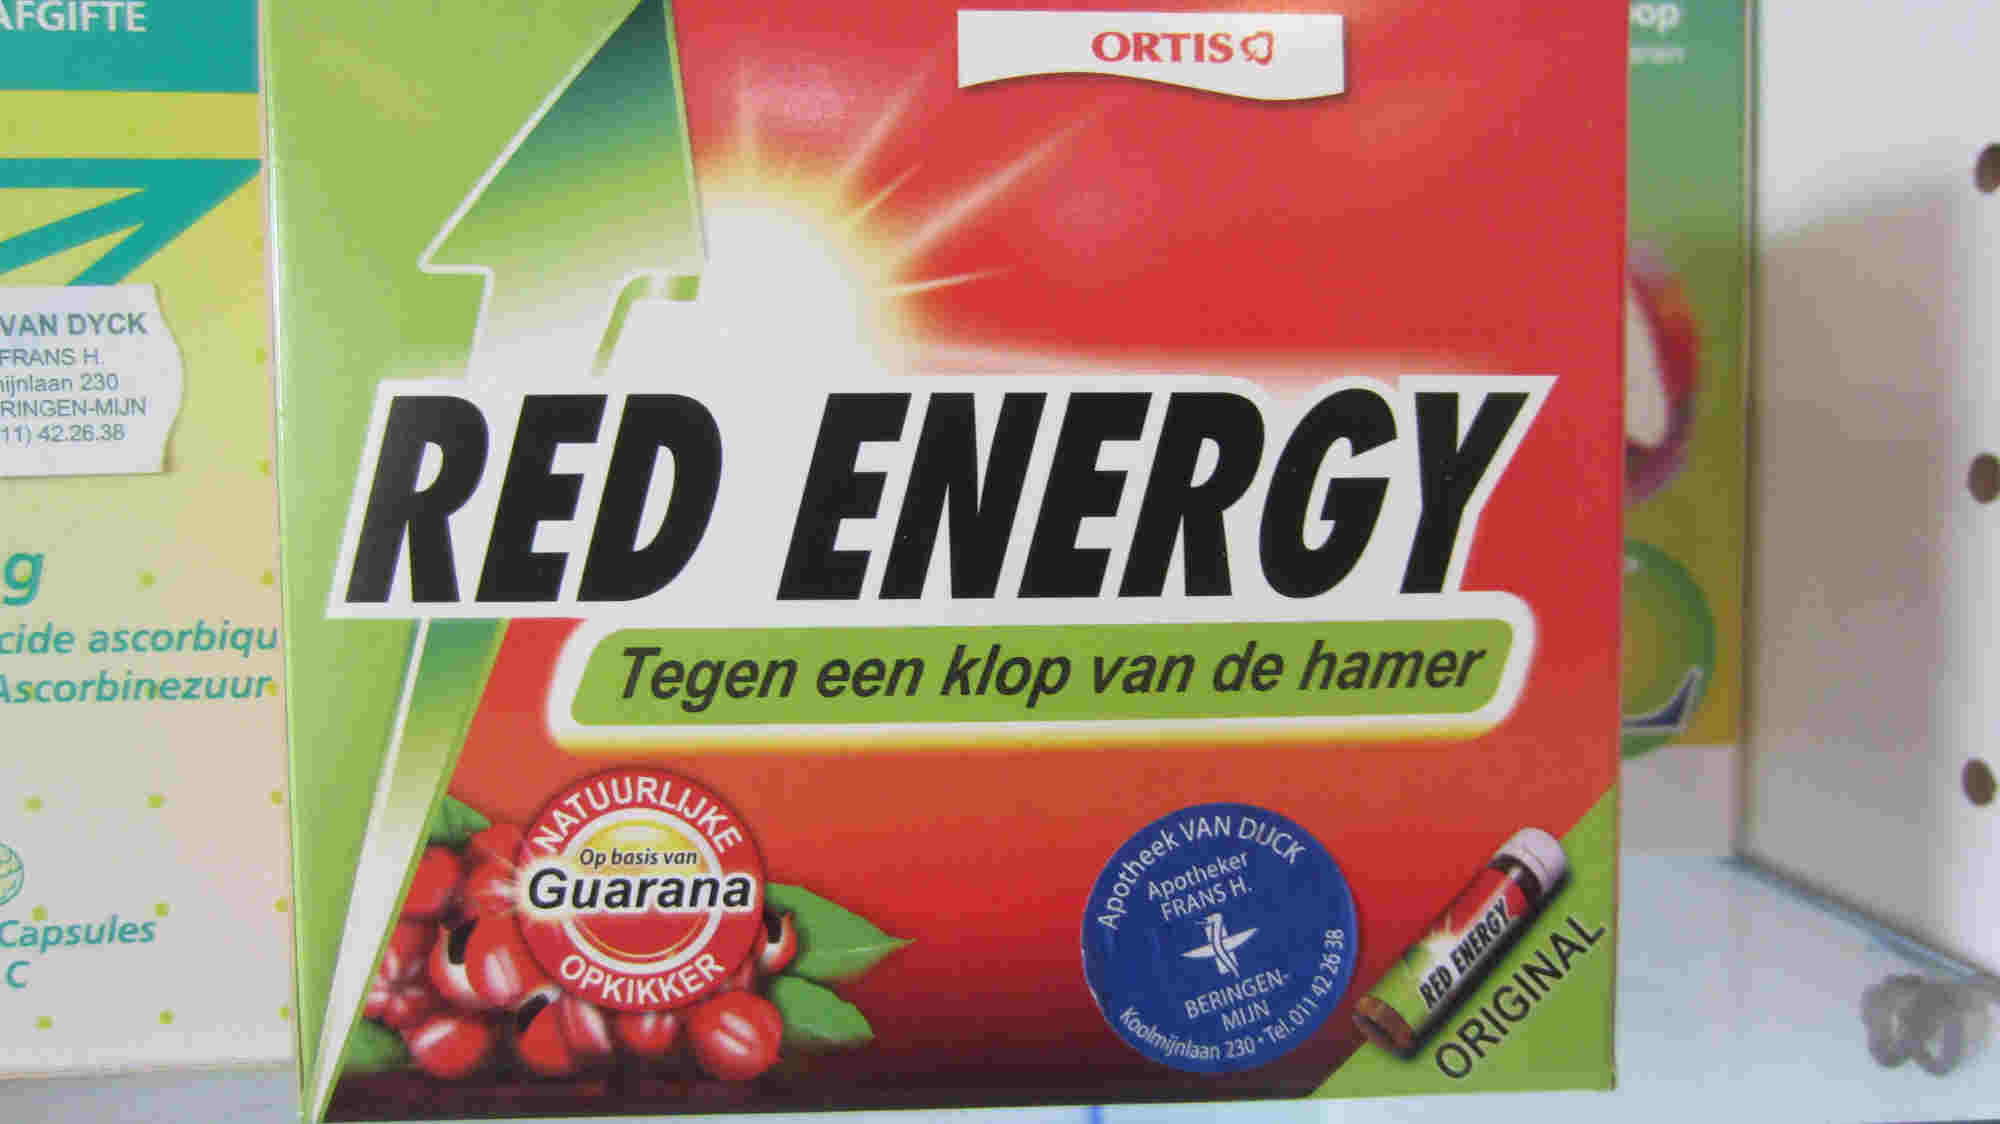 AFGIFTE
VAN DYCK
FRANS H.
ijnlaan 230
RINGEN-MIJN
11) 42.26.38
g
cide ascorbiqu
Ascorbinezuur
Capsules
C
ORTIS
RED ENERGY
Tegen een klop van de hamer
NATUURLIJKE
Op basis van
Guarana
OPKIKKER
Apotheek VAN DIJCK
Apotheker
FRANS H.
BERINGEN-
MIJN
Koolmijnlaan 230 • Tel. 011 42 26 38
RED ENERGY
ORIGINAL
oop